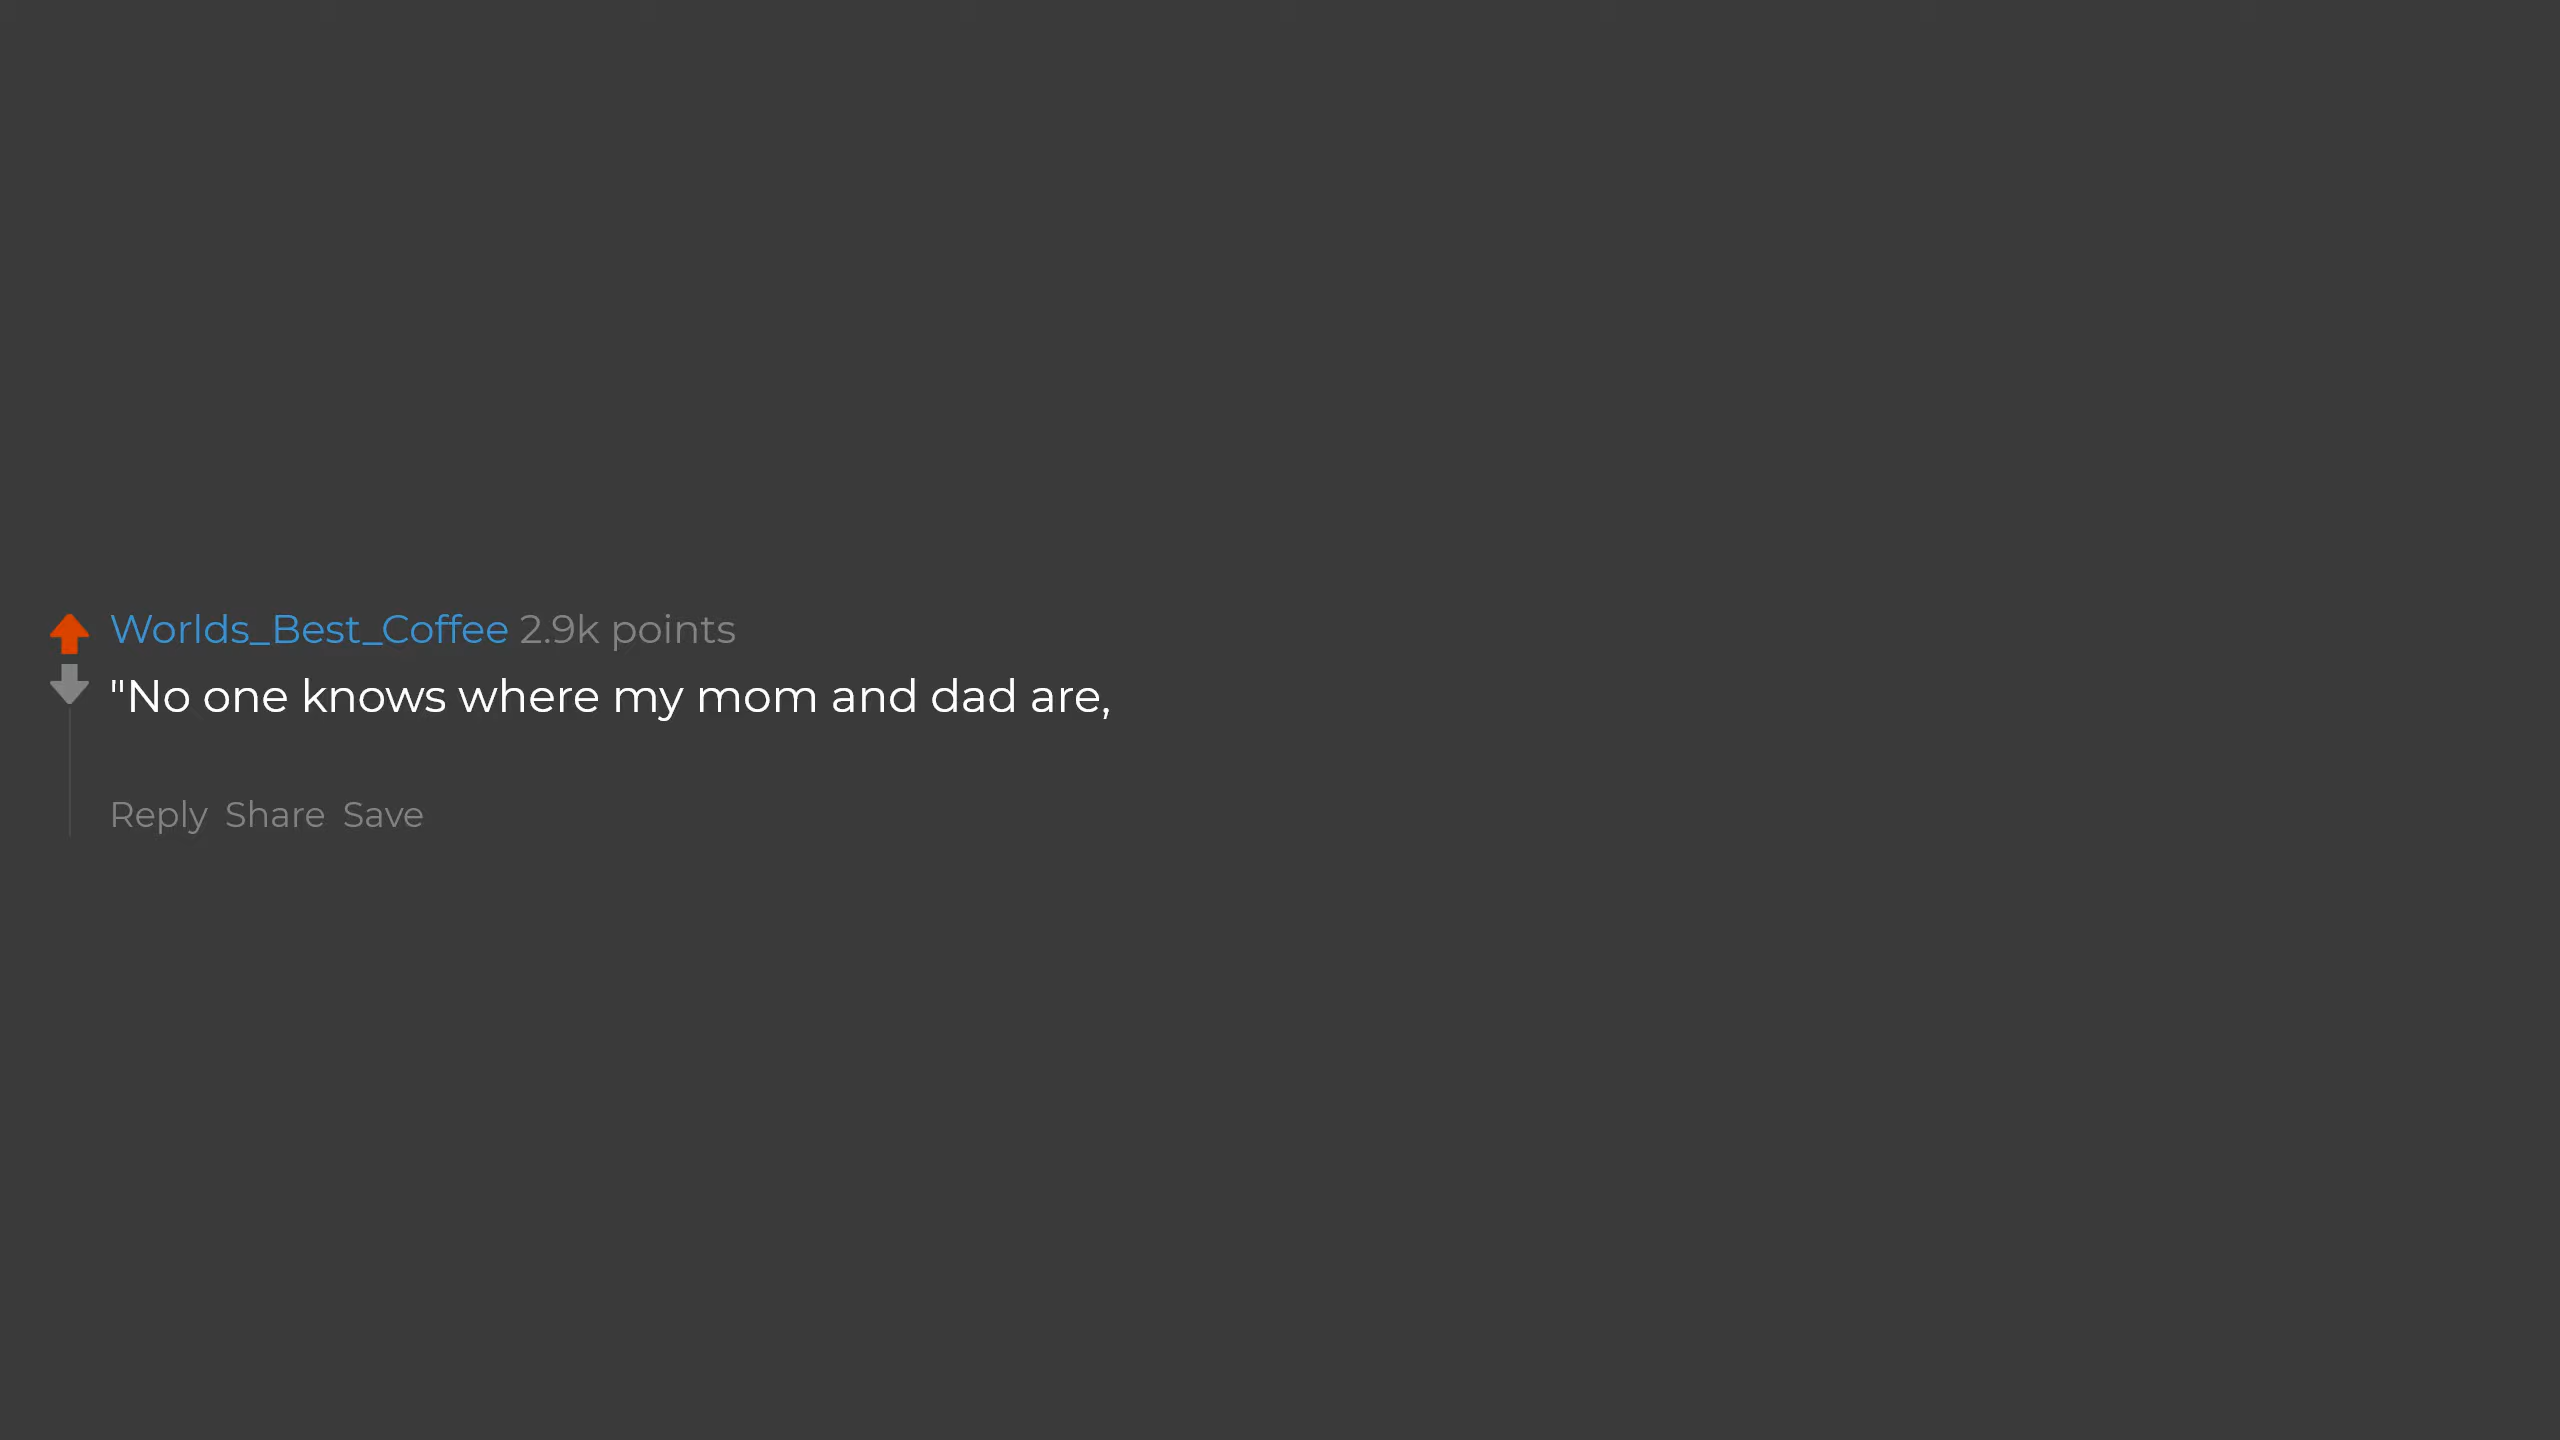 Worlds_Best_Coffee 2.9k points
"No one knows where my mom and dad are,
Reply Share Save